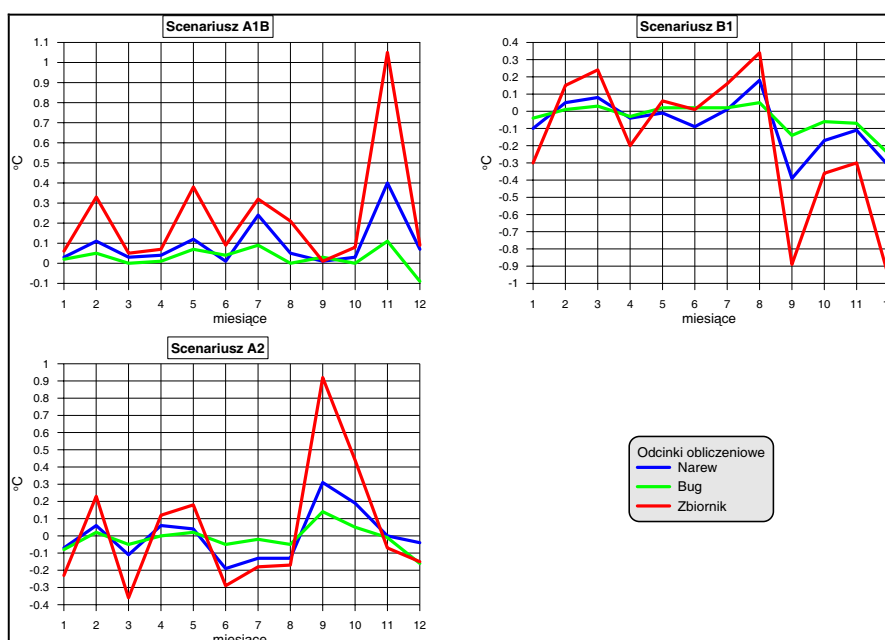 Scenariusz A1B
1.1
1
0.9
0.8
0.7
0.6
0.5
0.4
0.3
0.2
0.1
0
-0.1
°C
1 2 3 4 5 6 7 8 9 10 11 12
miesiące
Scenariusz B1
0.4
0.3
0.2
0.1
0
-0.1
-0.2
-0.3
-0.4
-0.5
-0.6
-0.7
-0.8
-0.9
-1
°C
1 2 3 4 5 6 7 8 9 10 11
miesiące
Scenariusz A2
1
0.9
0.8
0.7
0.6
0.5
0.4
0.3
0.2
0.1
0
-0.1
-0.2
-0.3
-0.4
°C
1 2 3 4 5 6 7 8 9 10 11 12
miesiące
Odcinki obliczeniowe
Narew
Bug
Zbiornik